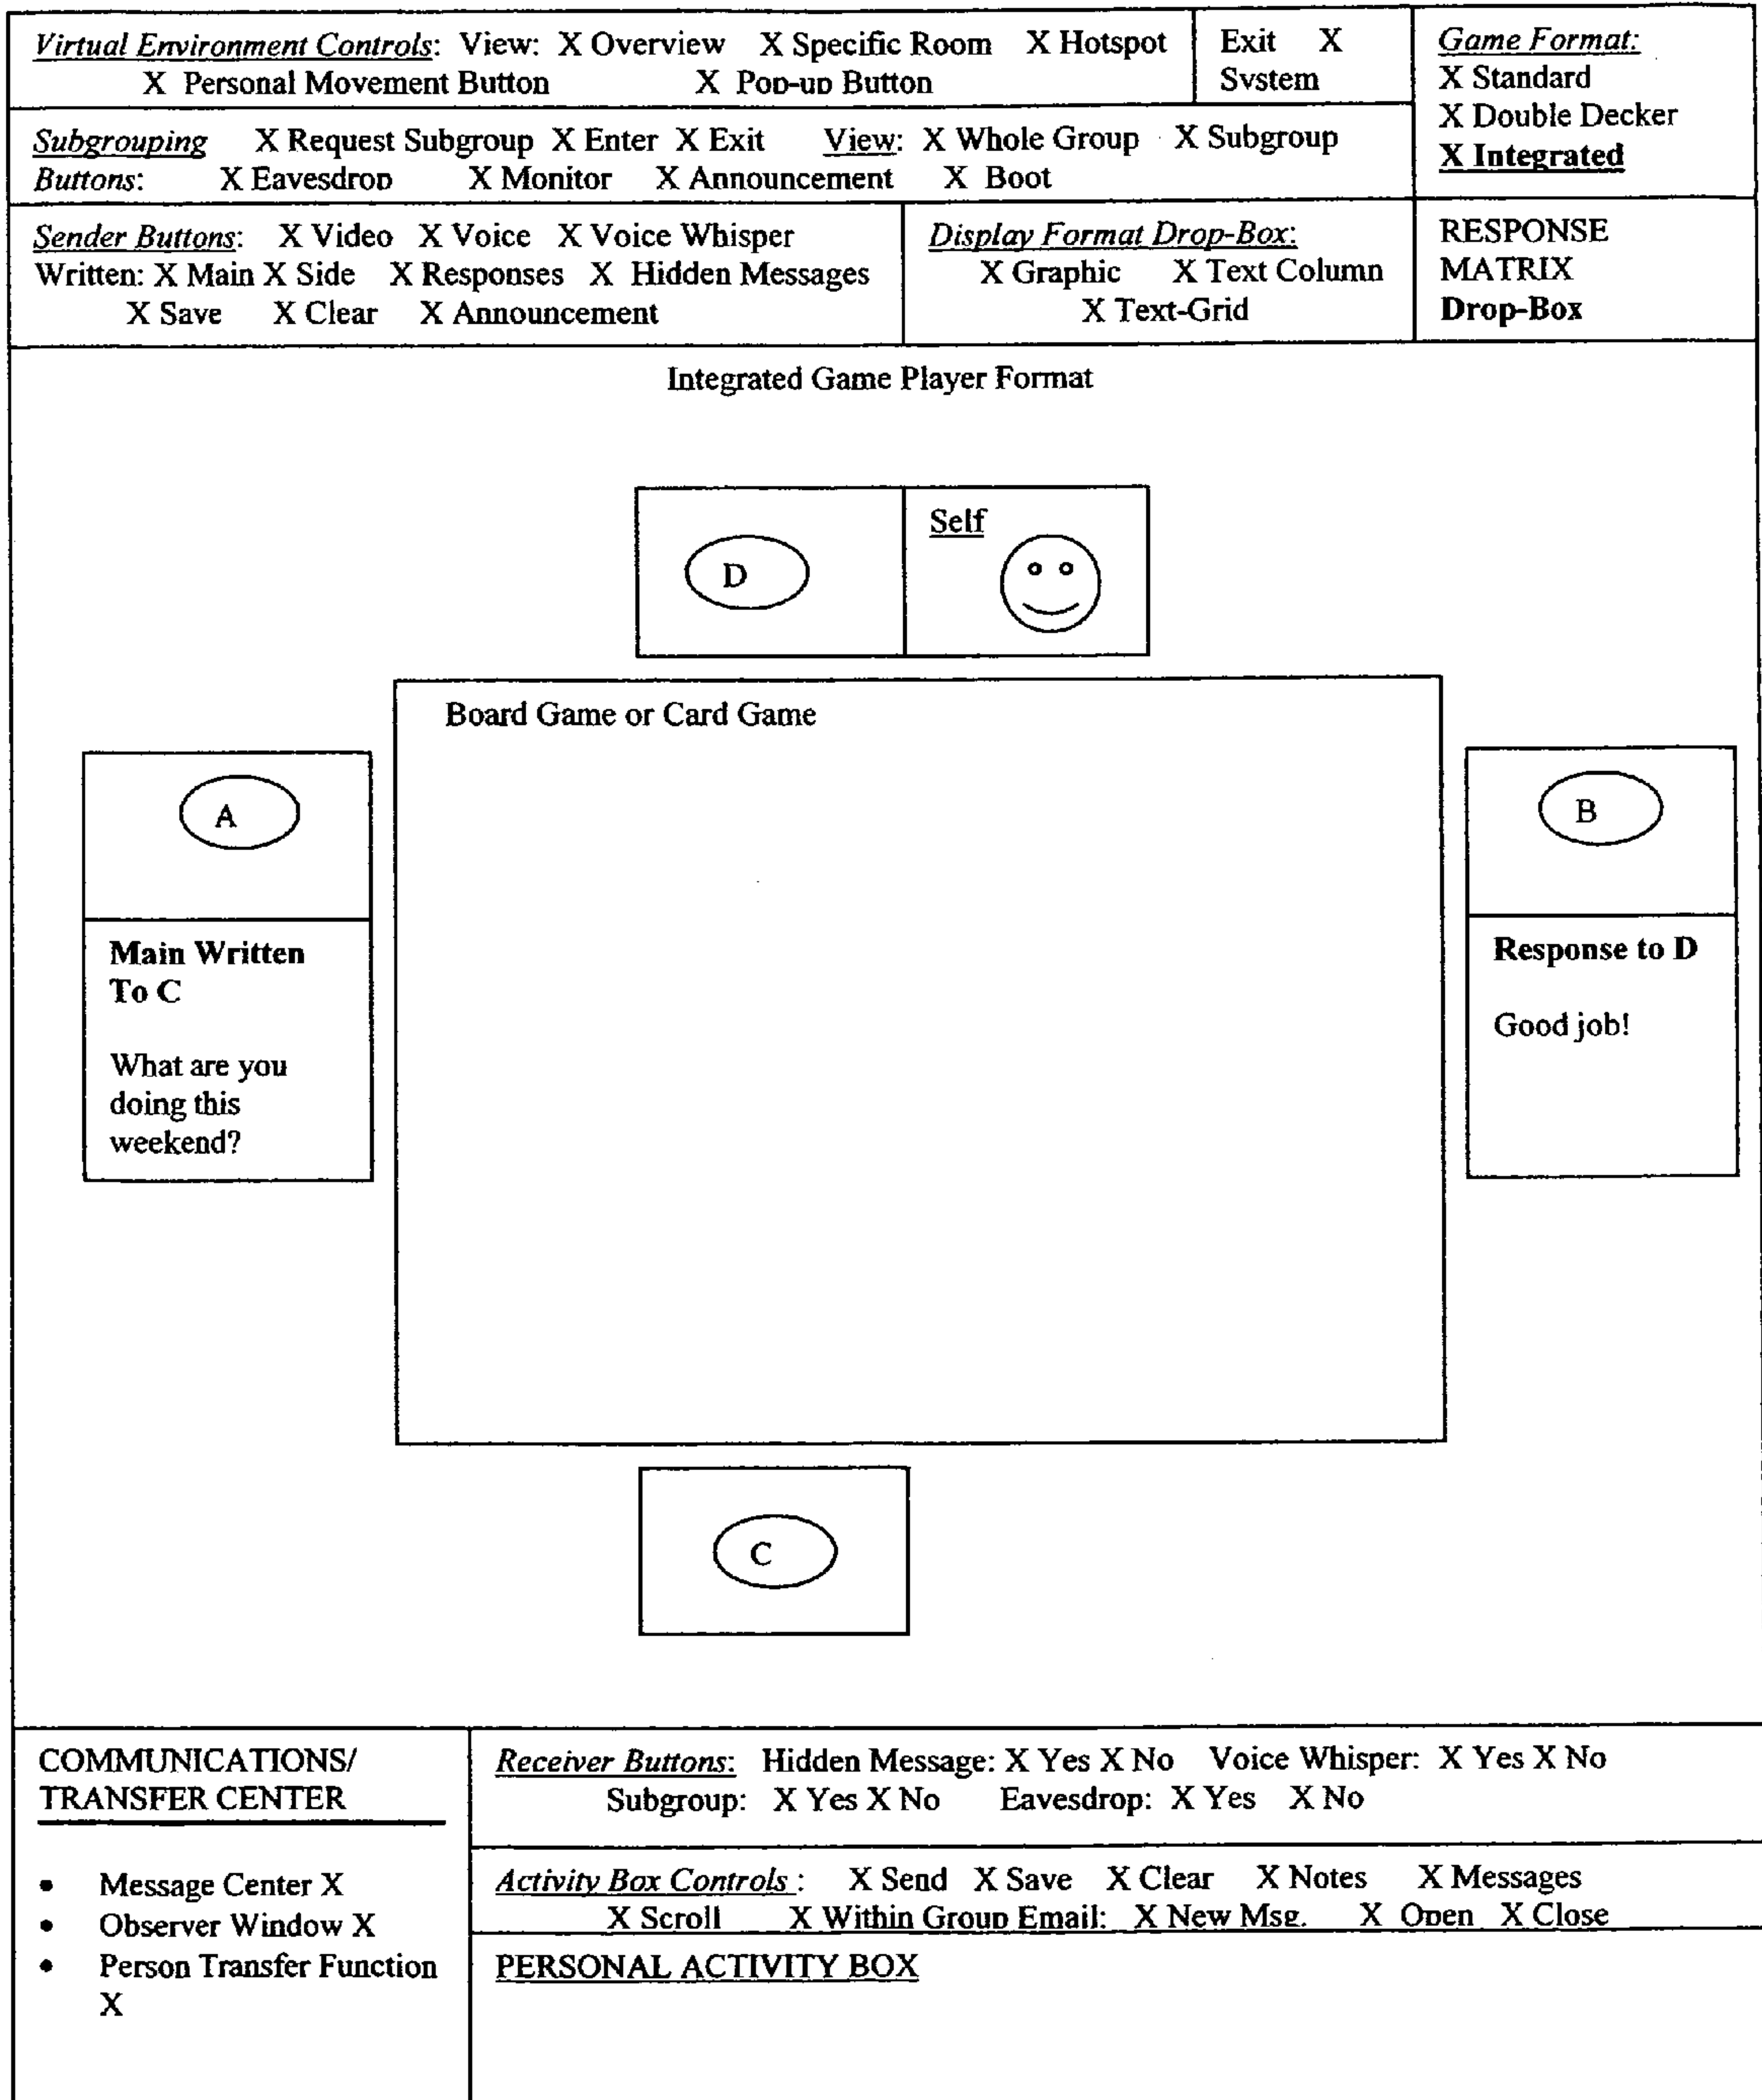 Virtual Environment Controls: View: X Overview X Specific Room X Hotspot
X Personal Movement Button X Pop-up Button
Exit X
System
Game Format:
X Standard
X Double Decker
X Integrated
Subgrouping X Request Subgroup X Enter X Exit View: X Whole Group X Subgroup
Buttons: X Eavesdrop X Monitor X Announcement X Boot
Sender Buttons: X Video X Voice X Voice Whisper
Written: X Main X Side X Responses X Hidden Messages
X Save X Clear X Announcement
Display Format Drop-Box:
X Graphic X Text Column
X Text-Grid
RESPONSE
MATRIX
Drop-Box
Integrated Game Player Format
D
Self
Board Game or Card Game
A
Main Written
To C
What are you
doing this
weekend?
B
Response to D
Good job!
C
COMMUNICATIONS/
TRANSFER CENTER
• Message Center X
• Observer Window X
• Person Transfer Function
X
Receiver Buttons: Hidden Message: X Yes X No Voice Whisper: X Yes X No
Subgroup: X Yes X No Eavesdrop: X Yes X No
Activity Box Controls : X Send X Save X Clear X Notes X Messages
X Scroll X Within Group Email: X New Msg. X Open X Close
PERSONAL ACTIVITY BOX